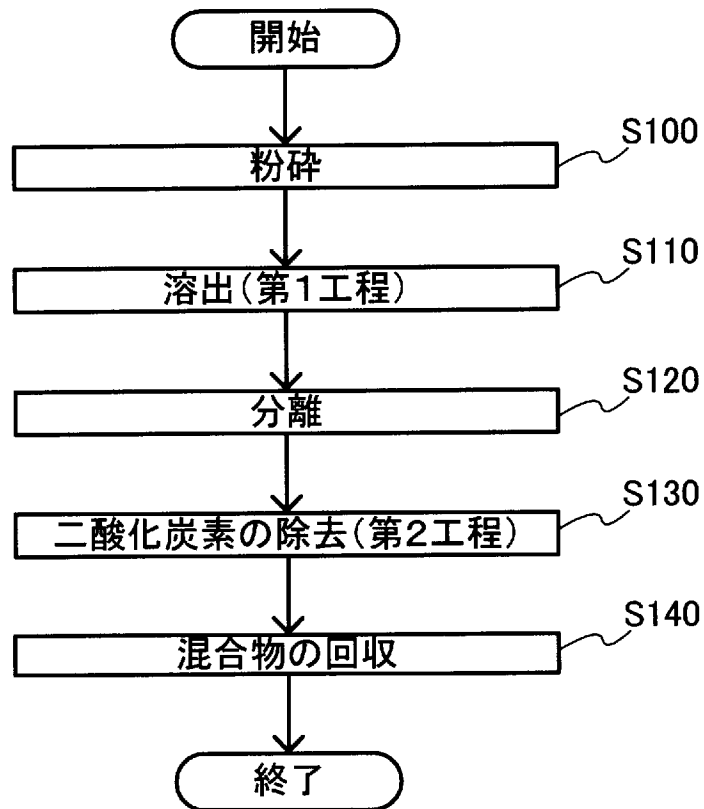 開始
S100
粉砕
S110
溶出(第1工程)
S120
分離
S130
二酸化炭素の除去(第2工程)
S140
混合物の回収
終了